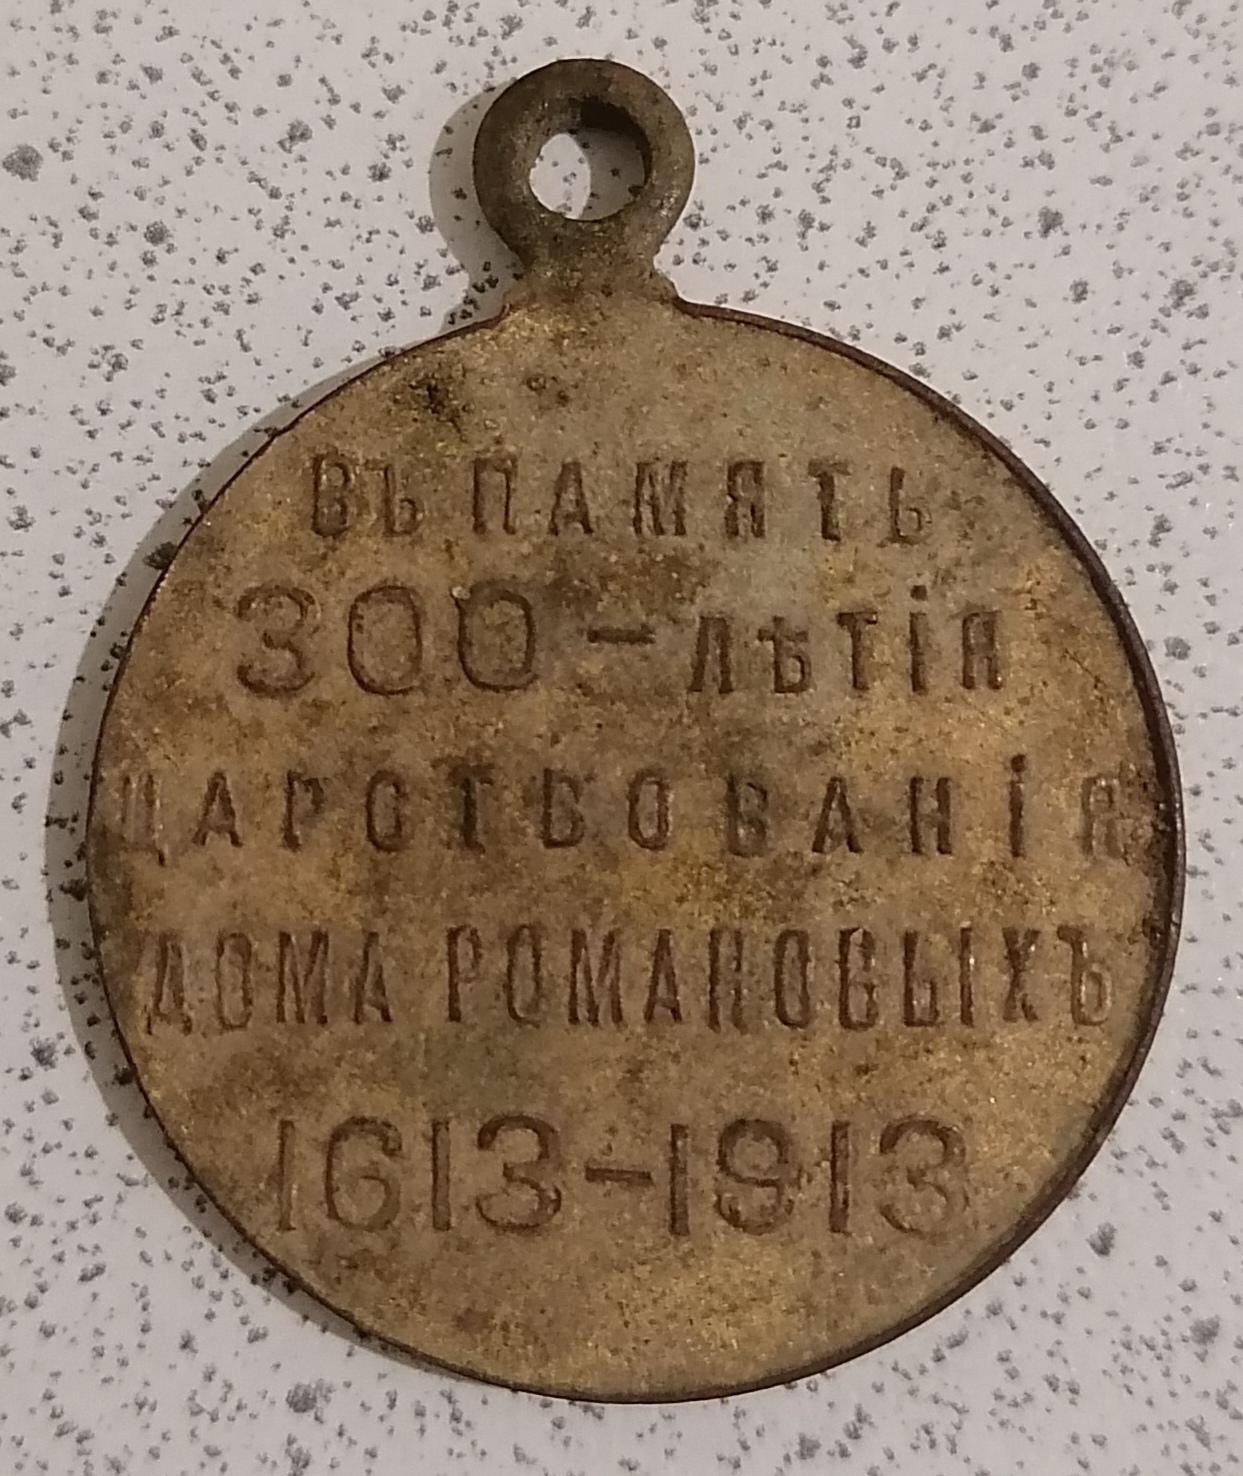 ВЪ ПАМЯТЬ
300-ЛѢТІЯ
ЦАРСТВОВАНІЯ
ДОМА РОМАНОВЫХЪ
1613-1913